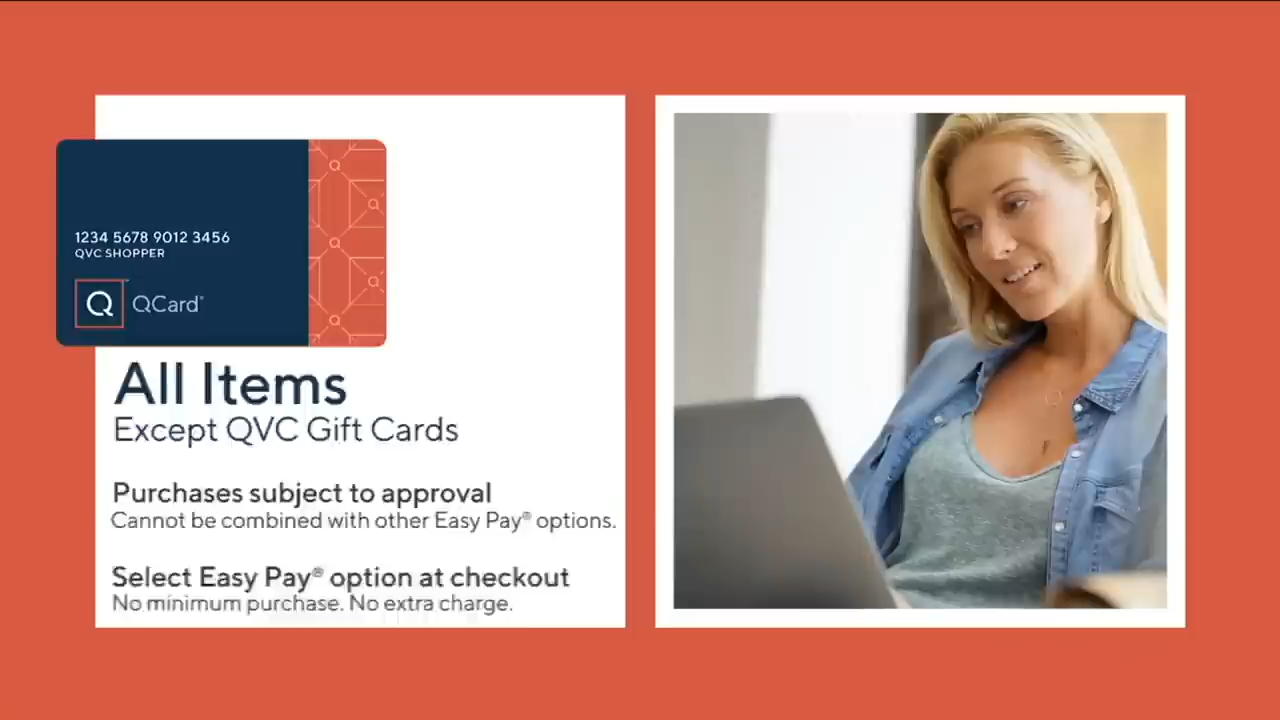 1234 5678 9012 3456
QVC SHOPPER
Q QCard®
All Items
Except QVC Gift Cards
Purchases subject to approval
Cannot be combined with other Easy Pay® options.
Select Easy Pay® option at checkout
No minimum purchase. No extra charge.